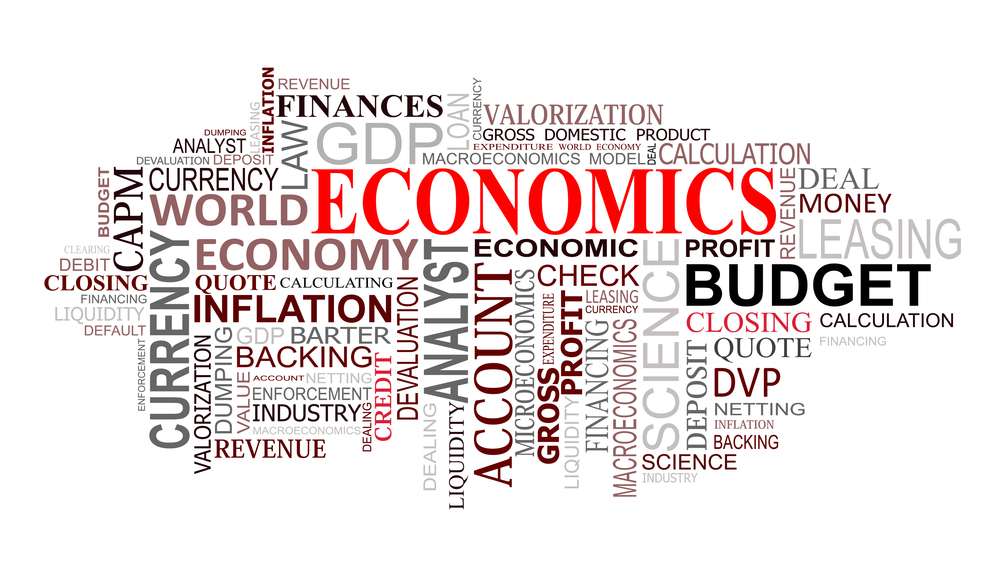 REVENUE
INFLATION
LEASING
FINANCES
LOAN
CURRENCY
VALORIZATION
DUMPING
ANALYST
LAW
GDP
GROSS DOMESTIC PRODUCT
EXPENDITURE WORLD ECONOMY
DEVALUATION DEPOSIT
MACROECONOMICS MODEL
DEAL
CALCULATION
BUDGET
CAPM
CURRENCY
ECONOMICS
REVENUE
DEAL
WORLD
MONEY
CLEARING
DEBIT
CLOSING
FINANCING
LIQUIDITY
DEFAULT
ENFORCEMENT
CURRENCY
ECONOMY
ANALYST
ECONOMIC
SCIENCE
PROFIT
LEASING
QUOTE CALCULATING
DEVALUATION
ACCOUNT
MICROECONOMICS
CHECK
BUDGET
INFLATION
GROSS
EXPENDITURE
PROFIT
LEASING
CURRENCY
CLOSING
CALCULATION
VALORIZATION
DUMPING
GDP BARTER
FINANCING
MACROECONOMICS
DEPOSIT
QUOTE
FINANCING
BACKING
CREDIT
VALUE
ACCOUNT NETTING
DVP
ENFORCEMENT
INDUSTRY
DEALING
DEALING
LIQUIDITY
LIQUIDITY
NETTING
MACROECONOMICS
INFLATION
REVENUE
BACKING
SCIENCE
INDUSTRY